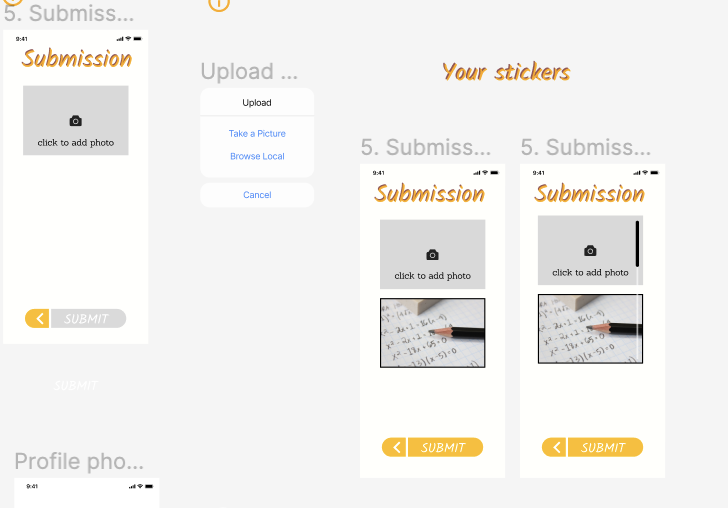 5. Submiss...
9:41
Submission
click to add photo
SUBMIT
SUBMIT
Profile pho...
9:41
Upload ...
Upload
Take a Picture
Browse Local
Cancel
Your stickers
5. Submiss...
9:41
Submission
click to add photo
SUBMIT
5. Submiss...
9:41
Submission
click to add photo
SUBMIT